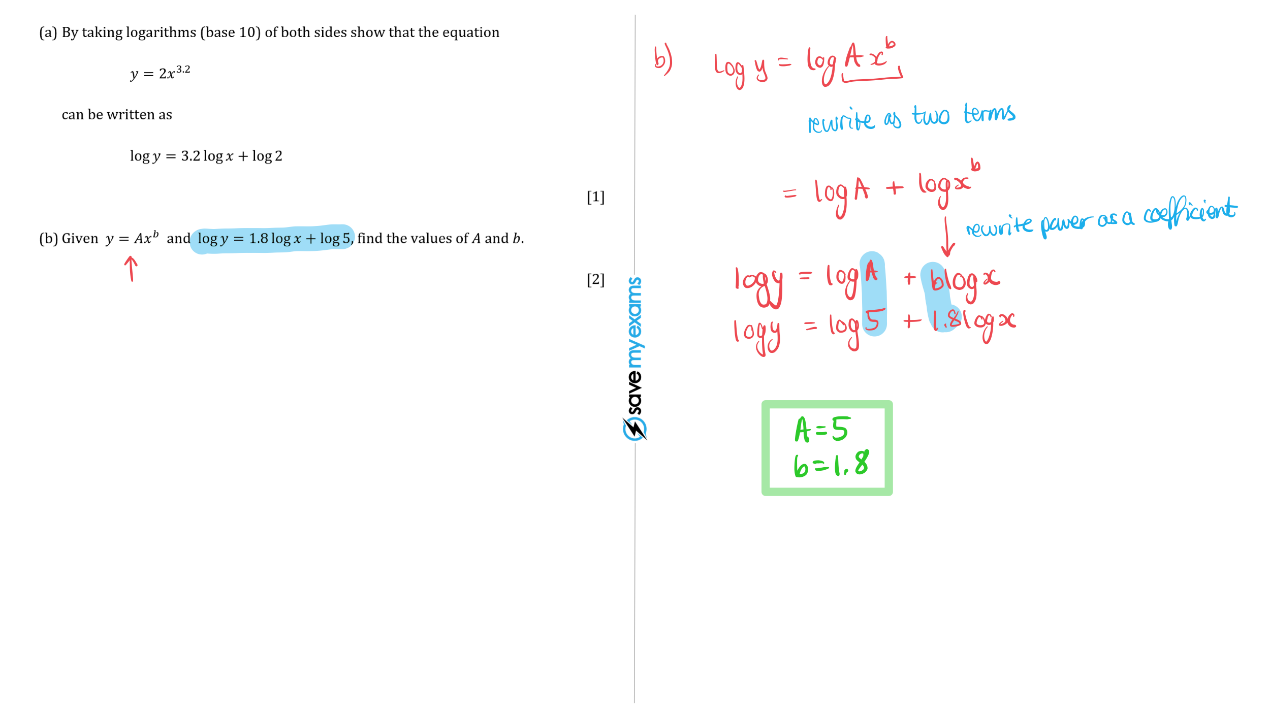 (a) By taking logarithms (base 10) of both sides show that the equation
y = 2x^3.2
can be written as
log y = 3.2 log x + log 2
[1]
(b) Given y = Ax^b and log y = 1.8 log x + log 5, find the values of A and b.
[2]
save my exams
b) log y = log A x^b
rewrite as two terms
= log A + log x^b
rewrite power as a coefficient
log y = log A + b log x
log y = log 5 + 1.8 log x
A = 5
b = 1.8